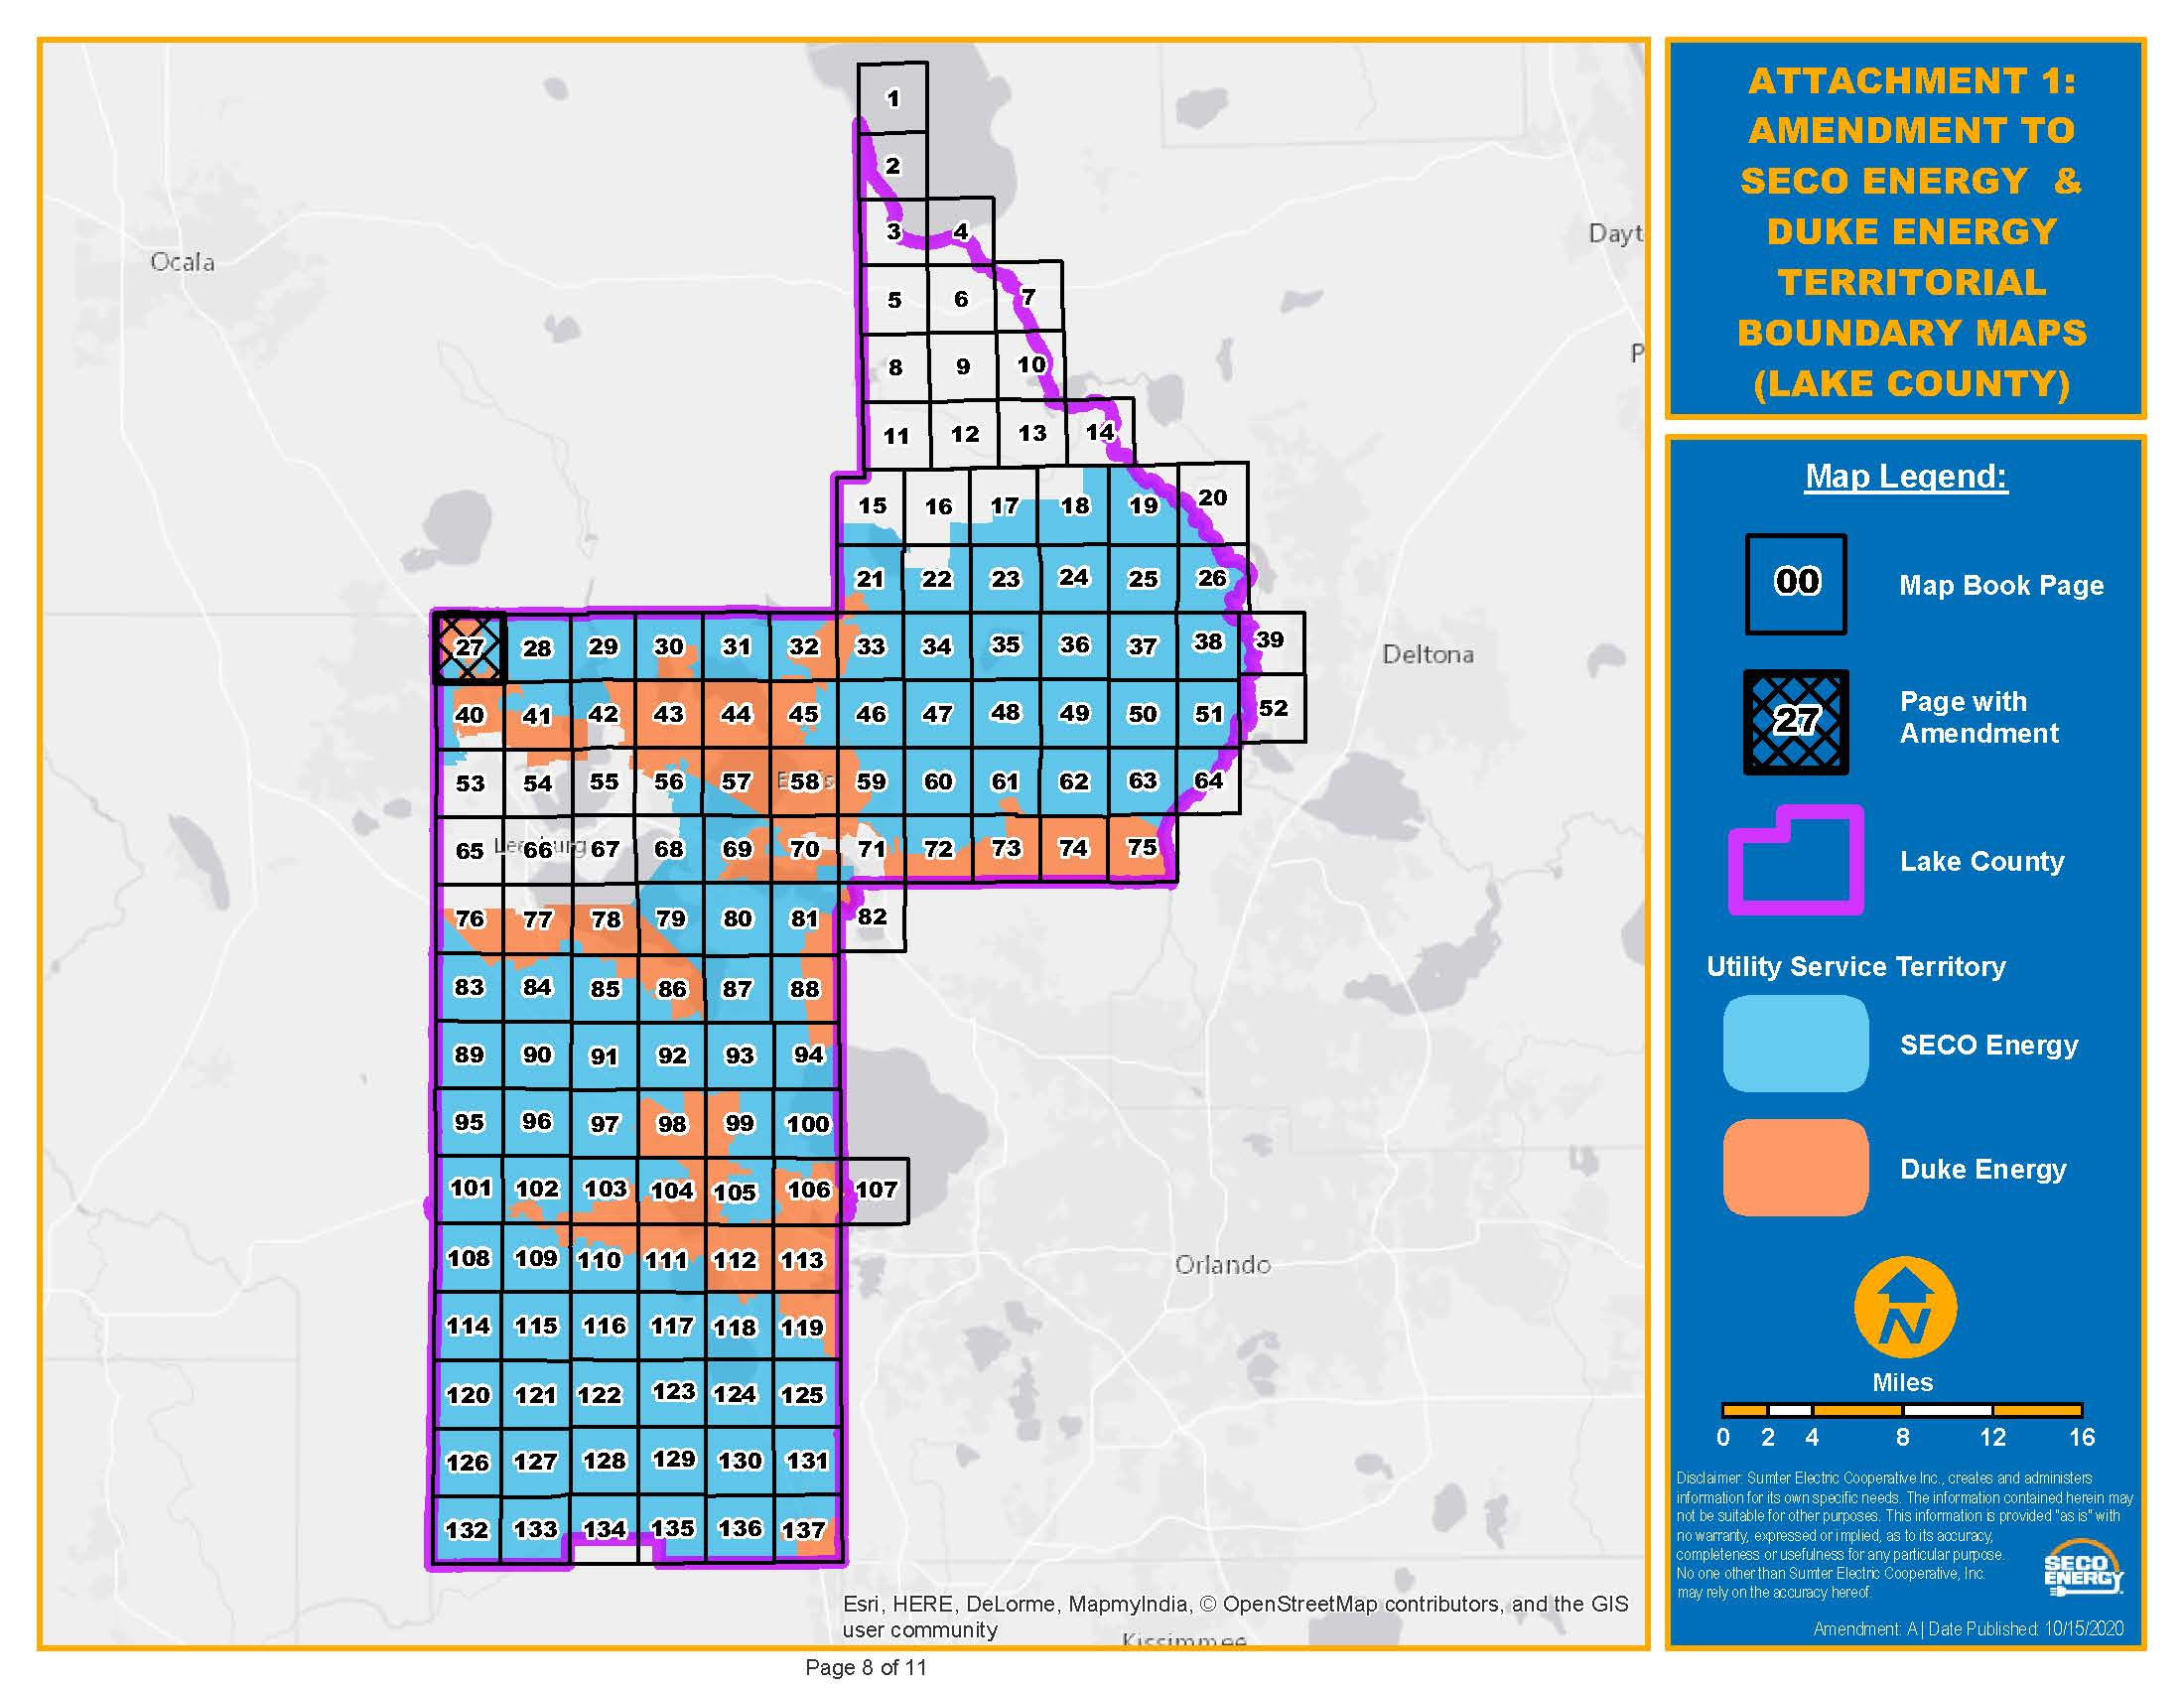 ATTACHMENT 1:
AMENDMENT TO
SECO ENERGY &
DUKE ENERGY
TERRITORIAL
BOUNDARY MAPS
(LAKE COUNTY)
Map Legend:
00 Map Book Page
27 Page with
Amendment
Lake County
Utility Service Territory
SECO Energy
Duke Energy
N
Miles
0 2 4 8 12 16
Disclaimer: Sumter Electric Cooperative Inc., creates and administers
information for its own specific needs. The information contained herein may
not be suitable for other purposes. This information is provided "as is" with
no warranty, expressed or implied, as to its accuracy,
completeness or usefulness for any particular purpose.
No one other than Sumter Electric Cooperative, Inc.
may rely on the accuracy hereof.
SECO
ENERGY
Amendment: A | Date Published: 10/15/2020
1
2
3 4
Ocala
Dayt
5 6 7
P
8 9 10
11 12 13 14
15 16 17 18 19 20
21 22 23 24 25 26
27 28 29 30 31 32 33 34 35 36 37 38 39
Deltona
40 41 42 43 44 45 46 47 48 49 50 51 52
53 54 55 56 57 58 59 60 61 62 63 64
65 66 67 68 69 70 71 72 73 74 75
76 77 78 79 80 81 82
83 84 85 86 87 88
89 90 91 92 93 94
95 96 97 98 99 100
101 102 103 104 105 106 107
108 109 110 111 112 113
Orlando
114 115 116 117 118 119
120 121 122 123 124 125
126 127 128 129 130 131
132 133 134 135 136 137
Esri, HERE, DeLorme, MapmyIndia, © OpenStreetMap contributors, and the GIS
user community
Kissimmee
Page 8 of 11